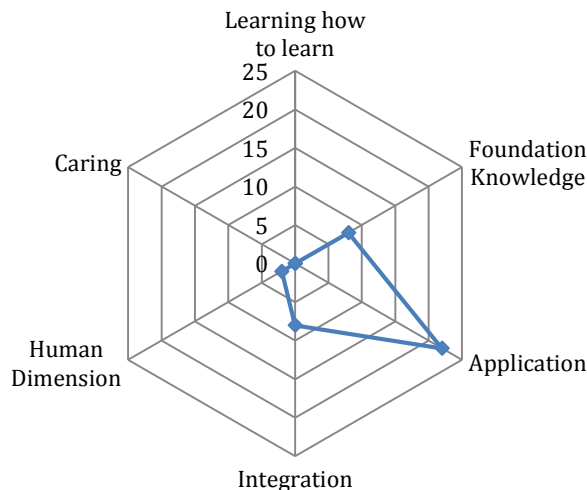 Learning how
to learn
25
20
15
10
5
0
Foundation
Knowledge
Application
Integration
Human
Dimension
Caring